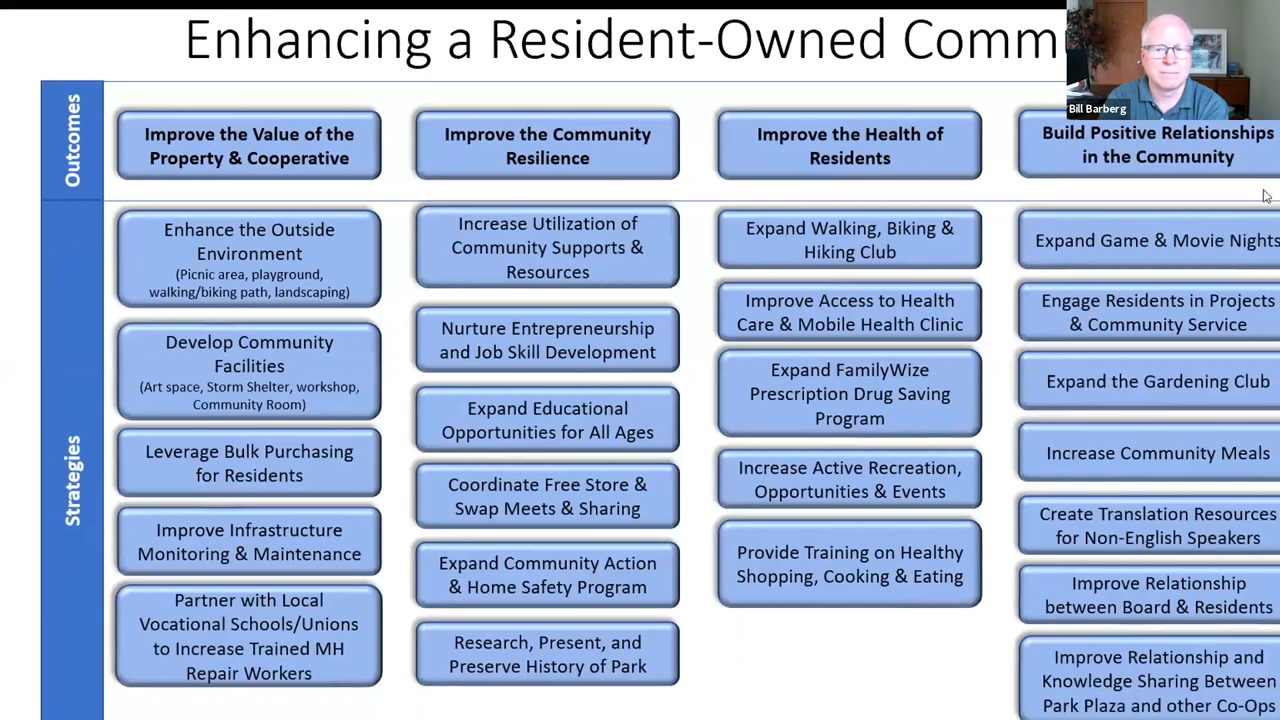 Enhancing a Resident-Owned Comm
Bill Barberg
Outcomes
Improve the Value of the
Property & Cooperative
Improve the Community
Resilience
Improve the Health of
Residents
Build Positive Relationships
in the Community
Strategies
Enhance the Outside
Environment
(Picnic area, playground,
walking/biking path, landscaping)
Develop Community
Facilities
(Art space, Storm Shelter, workshop,
Community Room)
Leverage Bulk Purchasing
for Residents
Improve Infrastructure
Monitoring & Maintenance
Partner with Local
Vocational Schools/Unions
to Increase Trained MH
Repair Workers
Increase Utilization of
Community Supports &
Resources
Nurture Entrepreneurship
and Job Skill Development
Expand Educational
Opportunities for All Ages
Coordinate Free Store &
Swap Meets & Sharing
Expand Community Action
& Home Safety Program
Research, Present, and
Preserve History of Park
Expand Walking, Biking &
Hiking Club
Improve Access to Health
Care & Mobile Health Clinic
Expand FamilyWize
Prescription Drug Saving
Program
Increase Active Recreation,
Opportunities & Events
Provide Training on Healthy
Shopping, Cooking & Eating
Expand Game & Movie Nights
Engage Residents in Projects
& Community Service
Expand the Gardening Club
Increase Community Meals
Create Translation Resources
for Non-English Speakers
Improve Relationship
between Board & Residents
Improve Relationship and
Knowledge Sharing Between
Park Plaza and other Co-Ops